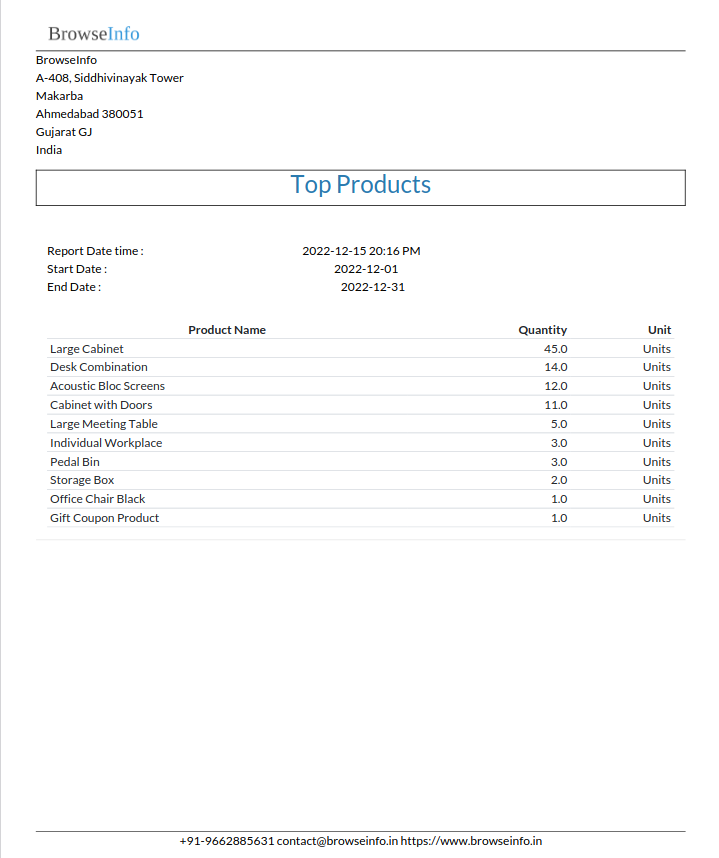 BrowseInfo
BrowseInfo
A-408, Siddhivinayak Tower
Makarba
Ahmedabad 380051
Gujarat GJ
India
Top Products
Report Date time : 2022-12-15 20:16 PM
Start Date : 2022-12-01
End Date : 2022-12-31
Product Name Quantity Unit
Large Cabinet 45.0 Units
Desk Combination 14.0 Units
Acoustic Bloc Screens 12.0 Units
Cabinet with Doors 11.0 Units
Large Meeting Table 5.0 Units
Individual Workplace 3.0 Units
Pedal Bin 3.0 Units
Storage Box 2.0 Units
Office Chair Black 1.0 Units
Gift Coupon Product 1.0 Units
+91-9662885631 contact@browseinfo.in https://www.browseinfo.in